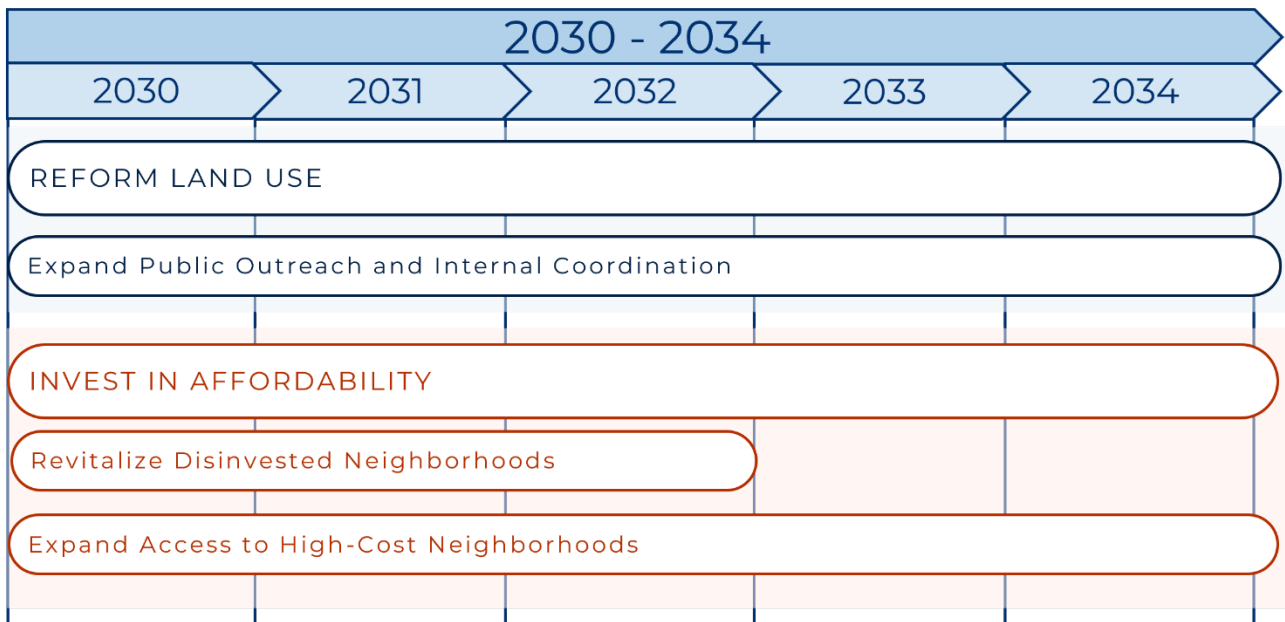 2030 - 2034
2030 2031 2032 2033 2034
REFORM LAND USE
Expand Public Outreach and Internal Coordination
INVEST IN AFFORDABILITY
Revitalize Disinvested Neighborhoods
Expand Access to High-Cost Neighborhoods